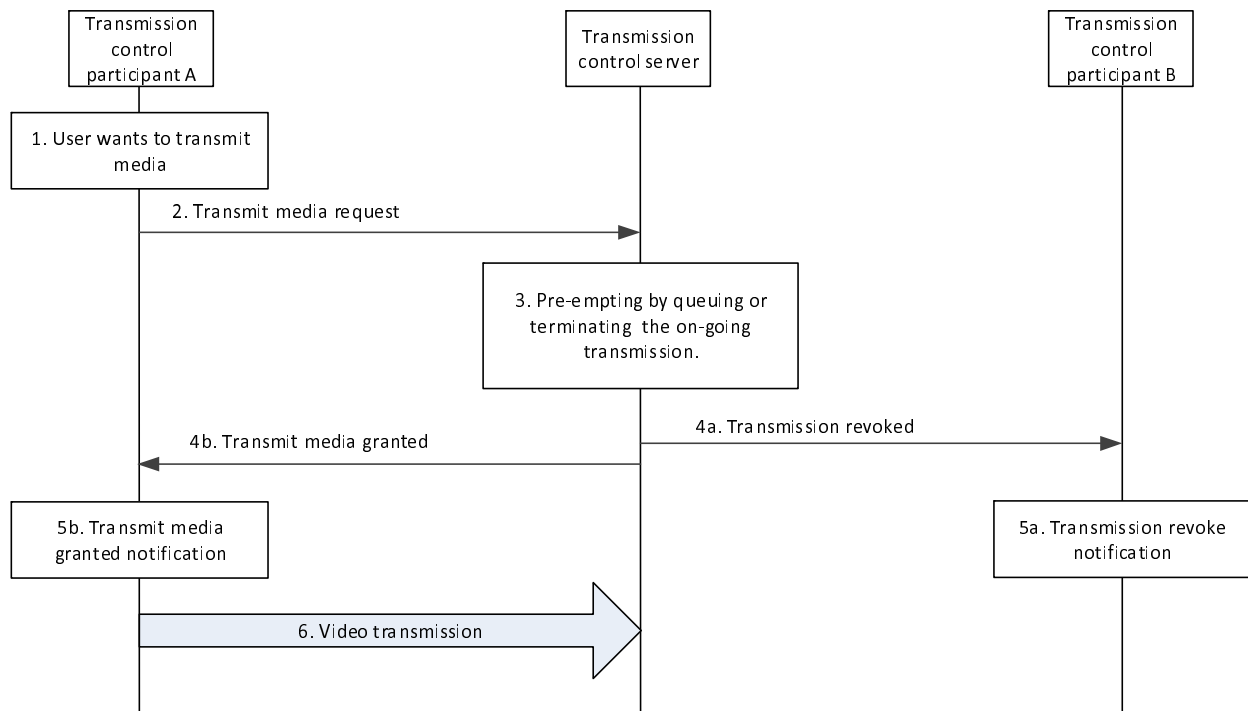 Transmission
control
participant A
Transmission
control server
Transmission
control
participant B
1. User wants to transmit
media
2. Transmit media request
3. Pre-empting by queuing or
terminating the on-going
transmission.
4a. Transmission revoked
4b. Transmit media granted
5b. Transmit media
granted notification
5a. Transmission revoke
notification
6. Video transmission